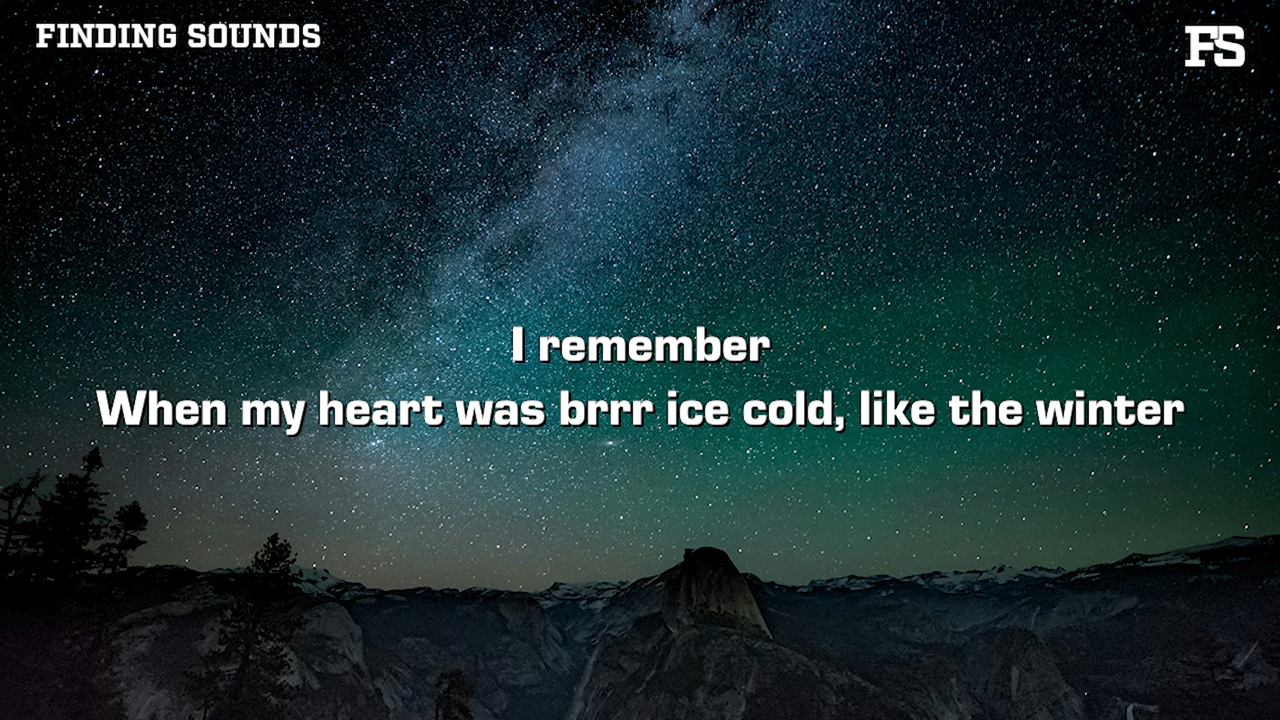 FINDING SOUNDS
FS
I remember
When my heart was brrr ice cold, like the winter